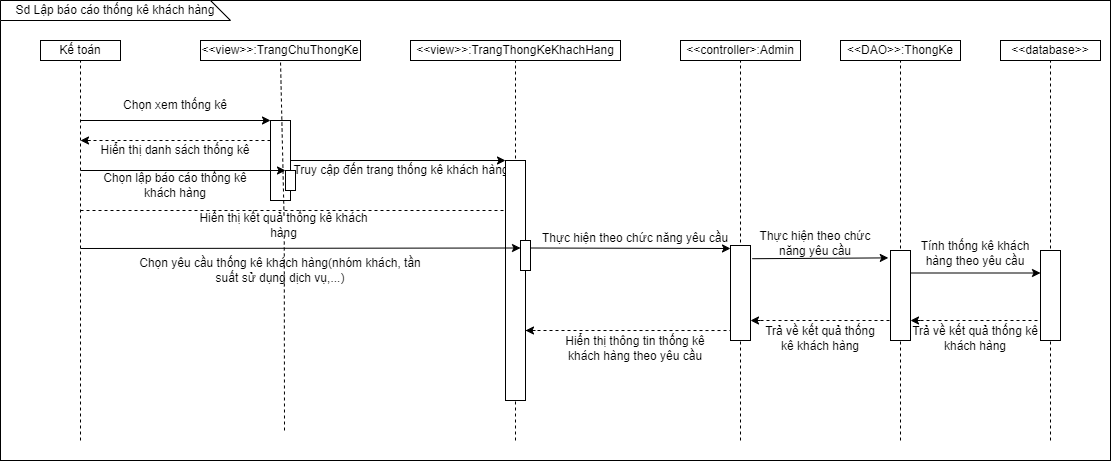 Sd Lập báo cáo thống kê khách hàng
Kế toán
<<view>>:TrangChuThongKe
<<view>>:TrangThongKeKhachHang
<<controller>:Admin
<<DAO>>:ThongKe
<<database>>
Chọn xem thống kê
Hiển thị danh sách thống kê
Truy cập đến trang thống kê khách hàng
Chọn lập báo cáo thống kê
khách hàng
Hiển thị kết quả thống kê khách
hàng
Thực hiện theo chức năng yêu cầu
Thực hiện theo chức
năng yêu cầu
Tính thống kê khách
hàng theo yêu cầu
Chọn yêu cầu thống kê khách hàng(nhóm khách, tần
suất sử dụng dịch vụ,...)
Hiển thị thông tin thống kê
khách hàng theo yêu cầu
Trả về kết quả thống
kê khách hàng
Trả về kết quả thống kê
khách hàng